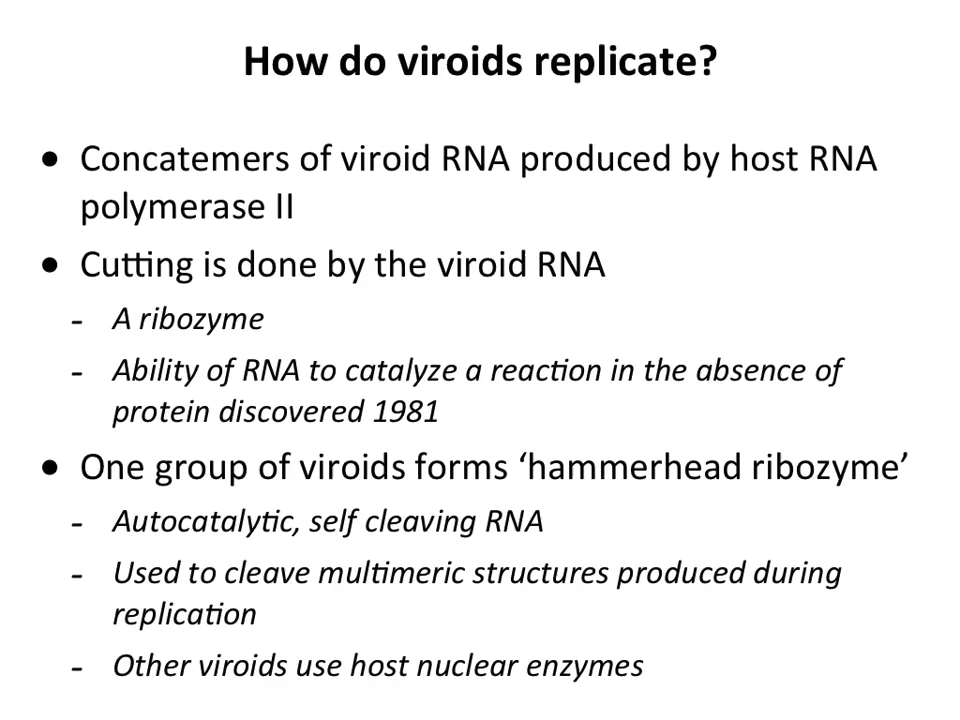 How do viroids replicate?
• Concatemers of viroid RNA produced by host RNA
polymerase II
• Cutting is done by the viroid RNA
- A ribozyme
- Ability of RNA to catalyze a reaction in the absence of
protein discovered 1981
• One group of viroids forms ‘hammerhead ribozyme’
- Autocatalytic, self cleaving RNA
- Used to cleave multimeric structures produced during
replication
- Other viroids use host nuclear enzymes